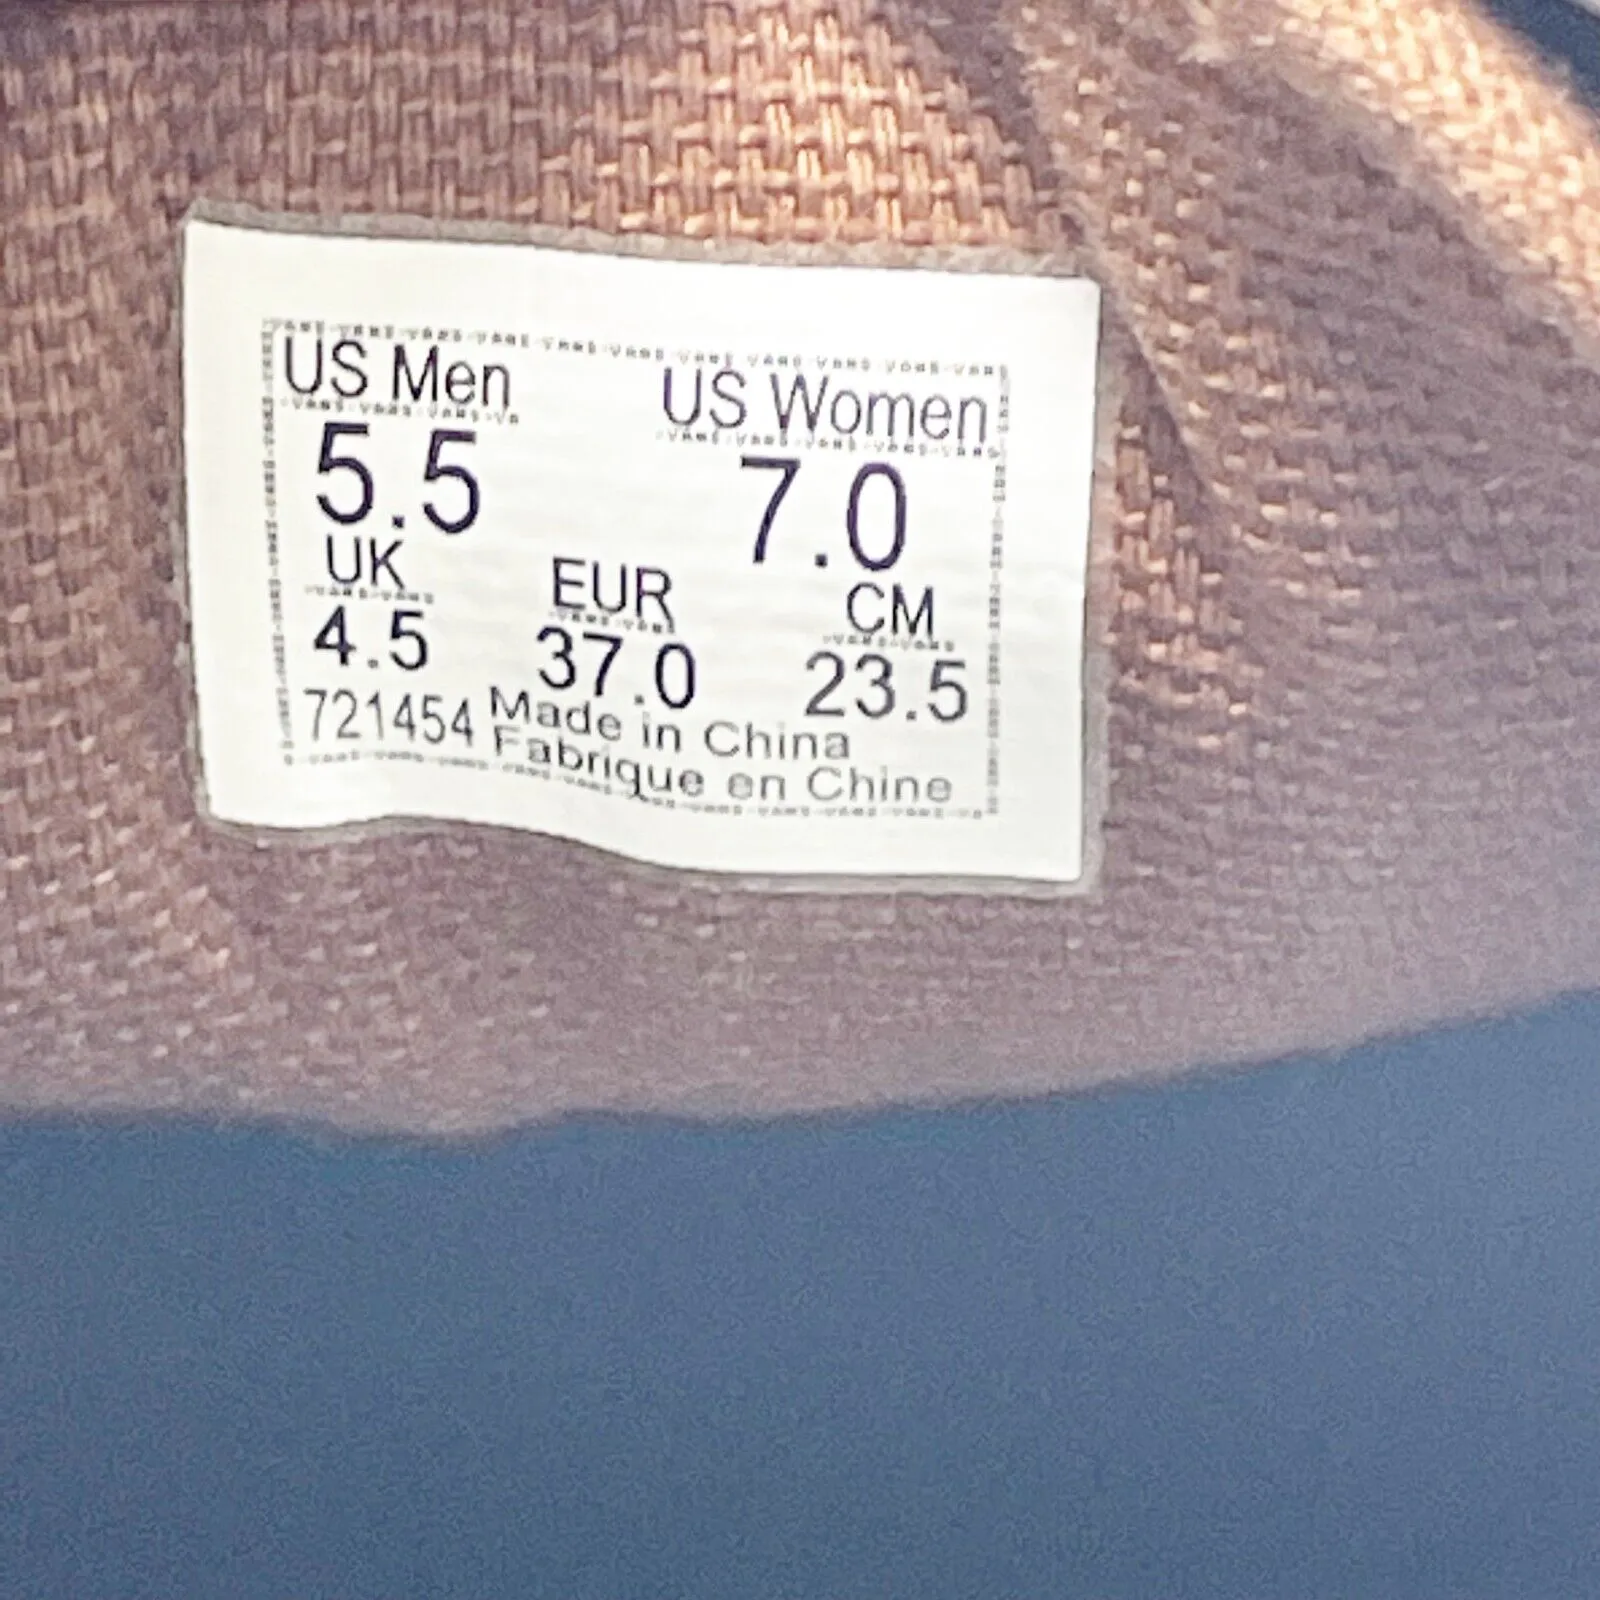 US Men US Women
5.5 7.0
UK EUR CM
4.5 37.0 23.5
721454 Made in China
Fabrique en Chine